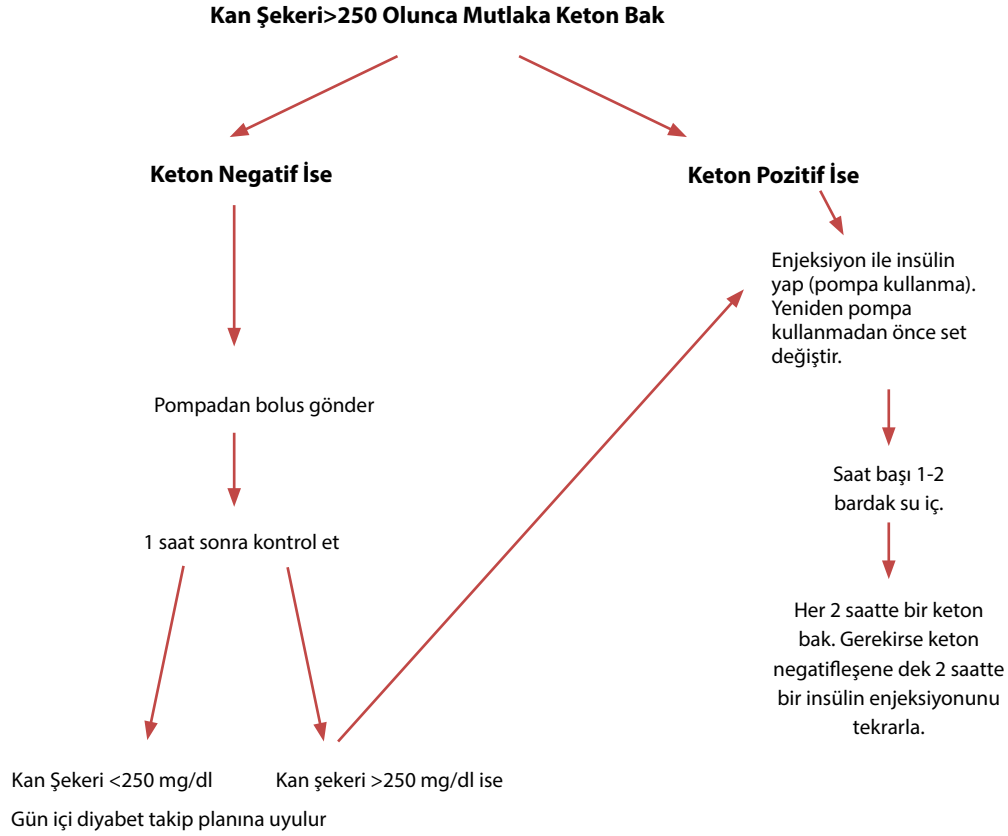 Kan Şekeri>250 Olunca Mutlaka Keton Bak
Keton Negatif İse
Keton Pozitif İse
Enjeksiyon ile insülin
yap (pompa kullanma).
Yeniden pompa
kullanmadan önce set
değiştir.
Pompadan bolus gönder
Saat başı 1-2
bardak su iç.
1 saat sonra kontrol et
Her 2 saatte bir keton
bak. Gerekirse keton
negatifleşene dek 2 saatte
bir insülin enjeksiyonunu
tekrarla.
Kan Şekeri <250 mg/dl
Kan şekeri >250 mg/dl ise
Gün içi diyabet takip planına uyulur